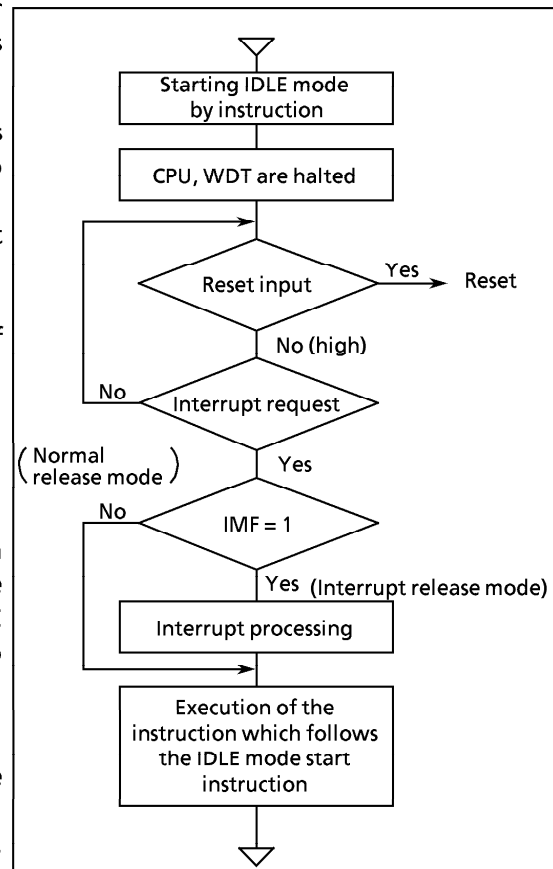 Starting IDLE mode
by instruction
CPU, WDT are halted
Reset input
Yes
Reset
No (high)
No
Interrupt request
(Normal
release mode)
Yes
No
IMF = 1
Yes
(Interrupt release mode)
Interrupt processing
Execution of the
instruction which follows
the IDLE mode start
instruction